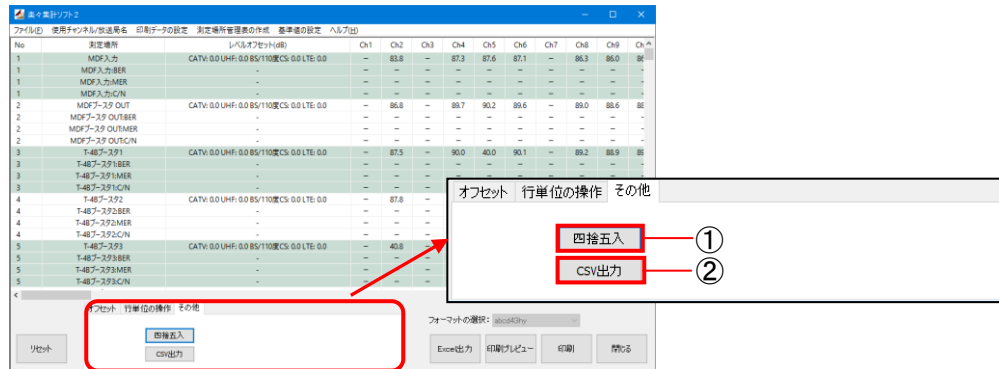 楽々集計ソフト2
ファイル(F) 使用チャンネル/放送局名 印刷データの設定 測定場所管理表の作成 基準値の設定 ヘルプ(H)
No 測定場所 レベルオフセット(dB) Ch1 Ch2 Ch3 Ch4 Ch5 Ch6 Ch7 Ch8 Ch9
1 MDF入力 CATV: 0.0 UHF: 0.0 BS/110度CS: 0.0 LTE: 0.0 − 83.8 − 87.3 87.6 87.1 − 86.3 86.0 86
1 MDF入力:BER - − − − − − − − − − -
1 MDF入力:MER - − − − − − − − − − -
1 MDF入力:C/N - − − − − − − − − − -
2 MDFブースタ OUT CATV: 0.0 UHF: 0.0 BS/110度CS: 0.0 LTE: 0.0 − 86.8 − 89.7 90.2 89.6 − 89.0 88.6 88
2 MDFブースタ OUT:BER - − − − − − − − − − -
2 MDFブースタ OUT:MER - − − − − − − − − − -
2 MDFブースタ OUT:C/N - − − − − − − − − − -
3 T-4Bブースタ1 CATV: 0.0 UHF: 0.0 BS/110度CS: 0.0 LTE: 0.0 − 87.5 − 90.0 40.0 90.1 − 89.2 88.9 89
3 T-4Bブースタ1:BER - − − − − − − − − − -
3 T-4Bブースタ1:MER - − − − − − − − − − -
3 T-4Bブースタ1:C/N - − − − − − − − − − -
4 T-4Bブースタ2 CATV: 0.0 UHF: 0.0 BS/110度CS: 0.0 LTE: 0.0 − 87.8 −
4 T-4Bブースタ2:BER - − − −
4 T-4Bブースタ2:MER - − − −
4 T-4Bブースタ2:C/N - − − −
5 T-4Bブースタ3 CATV: 0.0 UHF: 0.0 BS/110度CS: 0.0 LTE: 0.0 − 40.8 −
5 T-4Bブースタ3:BER - − − −
5 T-4Bブースタ3:MER - − − −
5 T-4Bブースタ3:C/N - − − −
オフセット 行単位の操作 その他
四捨五入
CSV出力
フォーマットの選択: abcd43hy
リセット Excel出力 印刷プレビュー 印刷 閉じる
オフセット 行単位の操作 その他
四捨五入 ①
CSV出力 ②